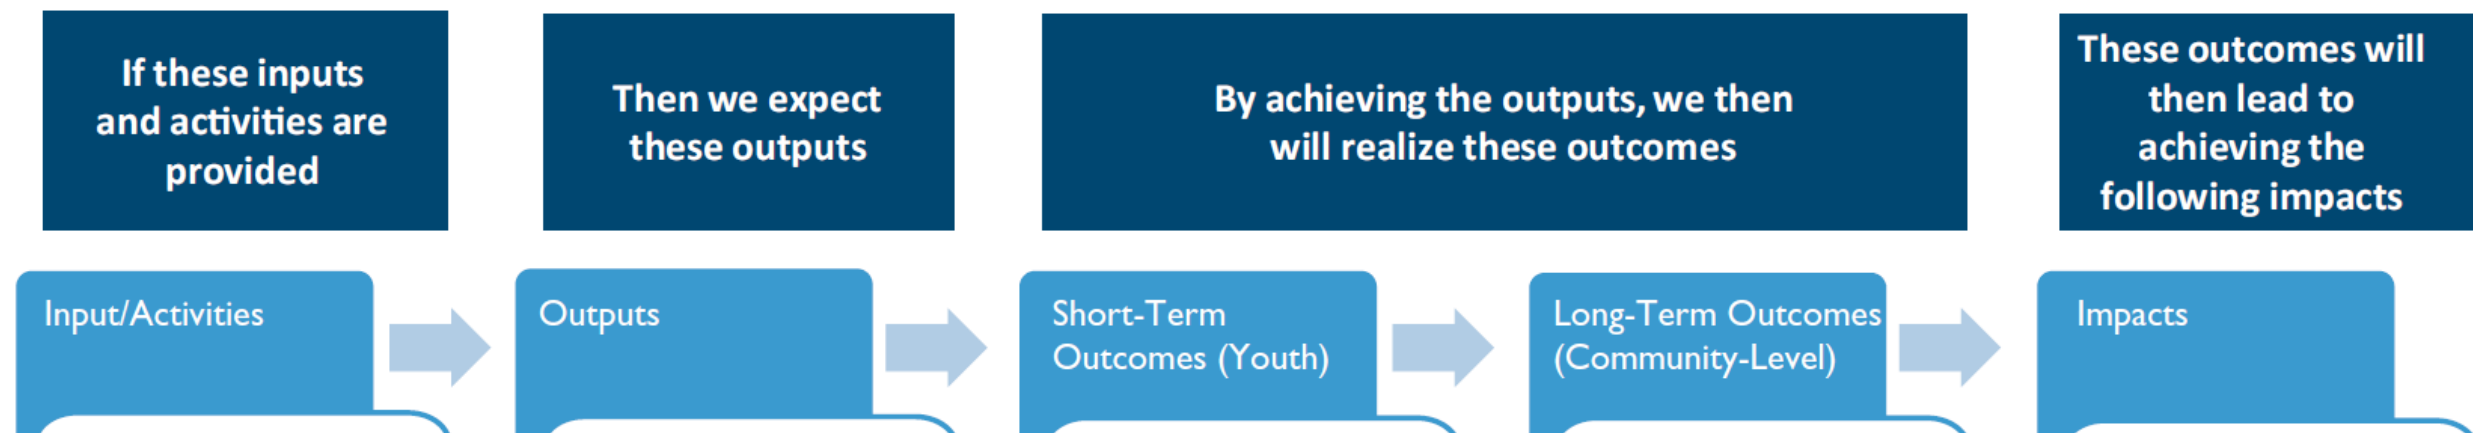 If these inputs
and activities are
provided
Then we expect
these outputs
By achieving the outputs, we then
will realize these outcomes
These outcomes will
then lead to
achieving the
following impacts
Input/Activities
Outputs
Short-Term
Outcomes (Youth)
Long-Term Outcomes
(Community-Level)
Impacts